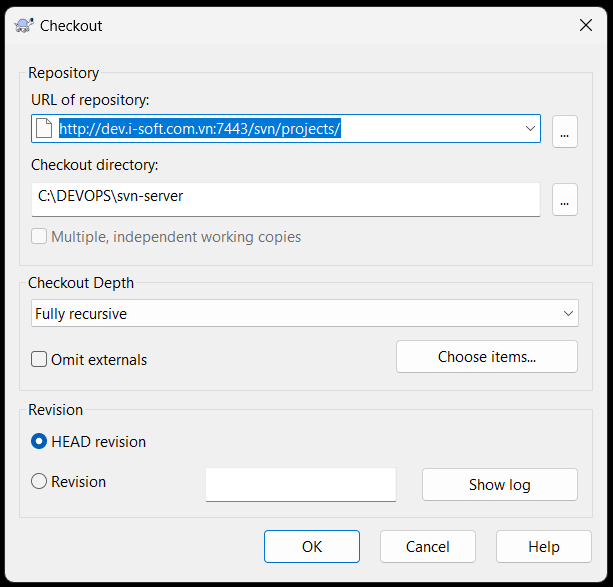 Checkout
Repository
URL of repository:
http://dev.i-soft.com.vn:7443/svn/projects/
...
Checkout directory:
C:\DEVOPS\svn-server
...
Multiple, independent working copies
Checkout Depth
Fully recursive
Omit externals
Choose items...
Revision
HEAD revision
Revision
Show log
OK
Cancel
Help